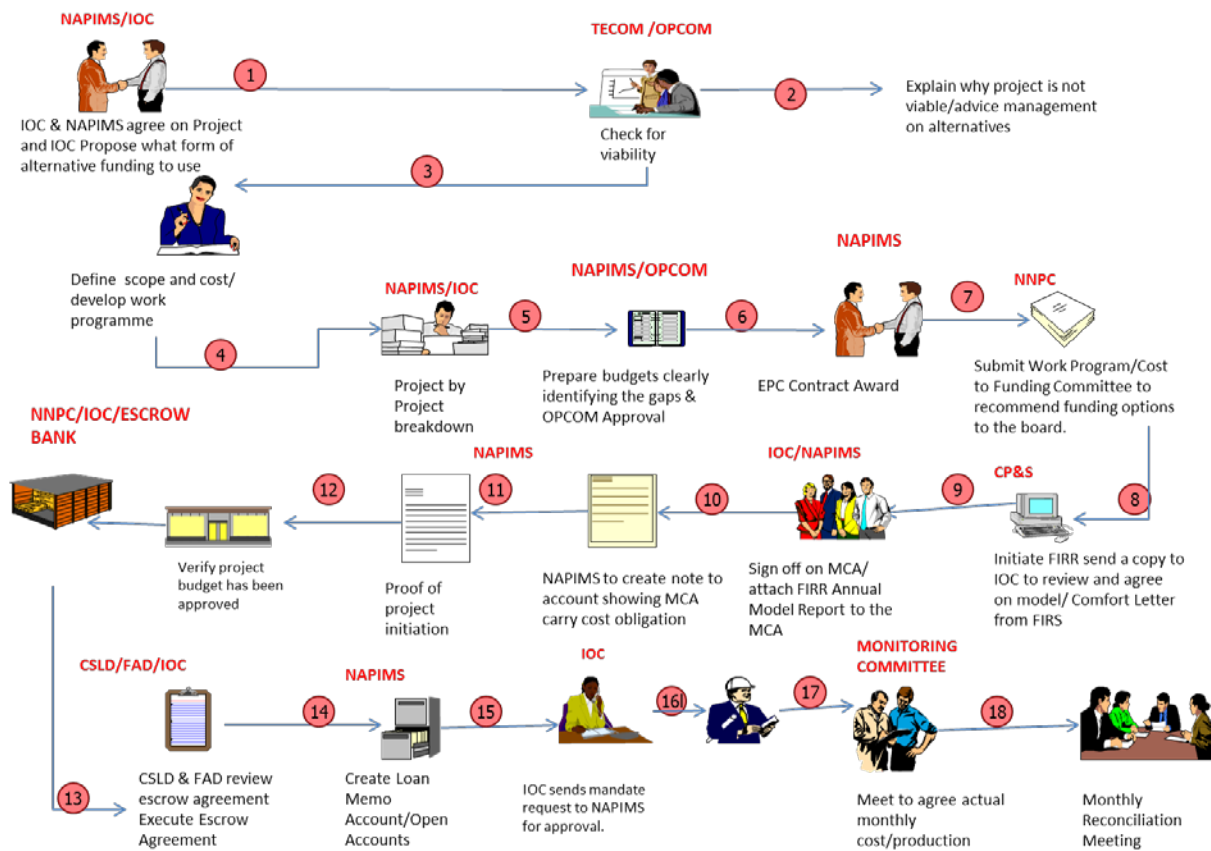 NAPIMS/IOC
1
IOC & NAPIMS agree on Project
and IOC Propose what form of
alternative funding to use
TECOM /OPCOM
Check for
viability
2
Explain why project is not
viable/advice management
on alternatives
3
Define scope and cost/
develop work
programme
4
NAPIMS/IOC
Project by
Project
breakdown
5
NAPIMS/OPCOM
Prepare budgets clearly
identifying the gaps &
OPCOM Approval
6
NAPIMS
EPC Contract Award
7
NNPC
Submit Work Program/Cost
to Funding Committee to
recommend funding options
to the board.
8
CP&S
Initiate FIRR send a copy to
IOC to review and agree
on model/ Comfort Letter
from FIRS
9
IOC/NAPIMS
Sign off on MCA/
attach FIRR Annual
Model Report to the
MCA
10
NAPIMS to create note to
account showing MCA
carry cost obligation
NAPIMS
11
Proof of
project
initiation
12
Verify project
budget has been
approved
NNPC/IOC/ESCROW
BANK
13
CSLD/FAD/IOC
CSLD & FAD review
escrow agreement
Execute Escrow
Agreement
14
NAPIMS
Create Loan
Memo
Account/Open
Accounts
15
IOC
IOC sends mandate
request to NAPIMS
for approval.
16l
17
MONITORING
COMMITTEE
Meet to agree actual
monthly
cost/production
18
Monthly
Reconciliation
Meeting